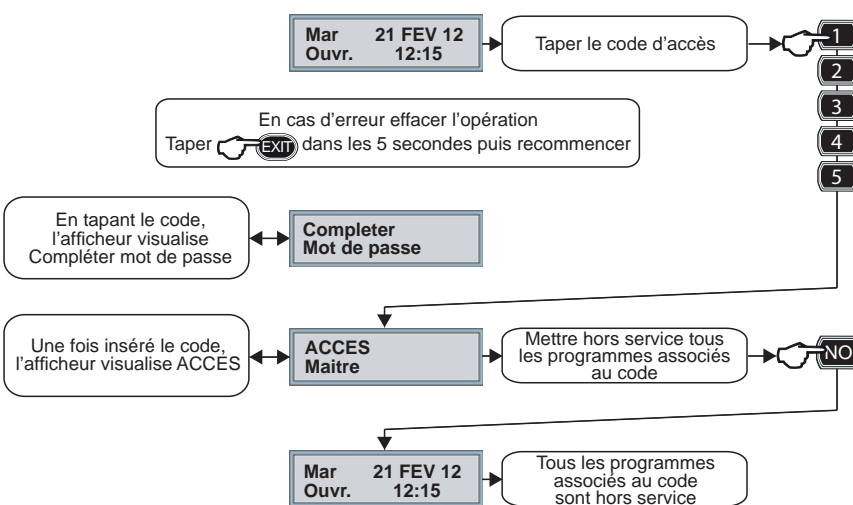 Mar 21 FEV 12
Ouvr. 12:15
Taper le code d'accès
1
2
3
4
5
En cas d'erreur effacer l'opération
Taper EXIT dans les 5 secondes puis recommencer
En tapant le code,
l'afficheur visualise
Compléter mot de passe
Completer
Mot de passe
Une fois inséré le code,
l'afficheur visualise ACCES
ACCES
Maitre
Mettre hors service tous
les programmes associés
au code
NO
Mar 21 FEV 12
Ouvr. 12:15
Tous les programmes
associés au code
sont hors service